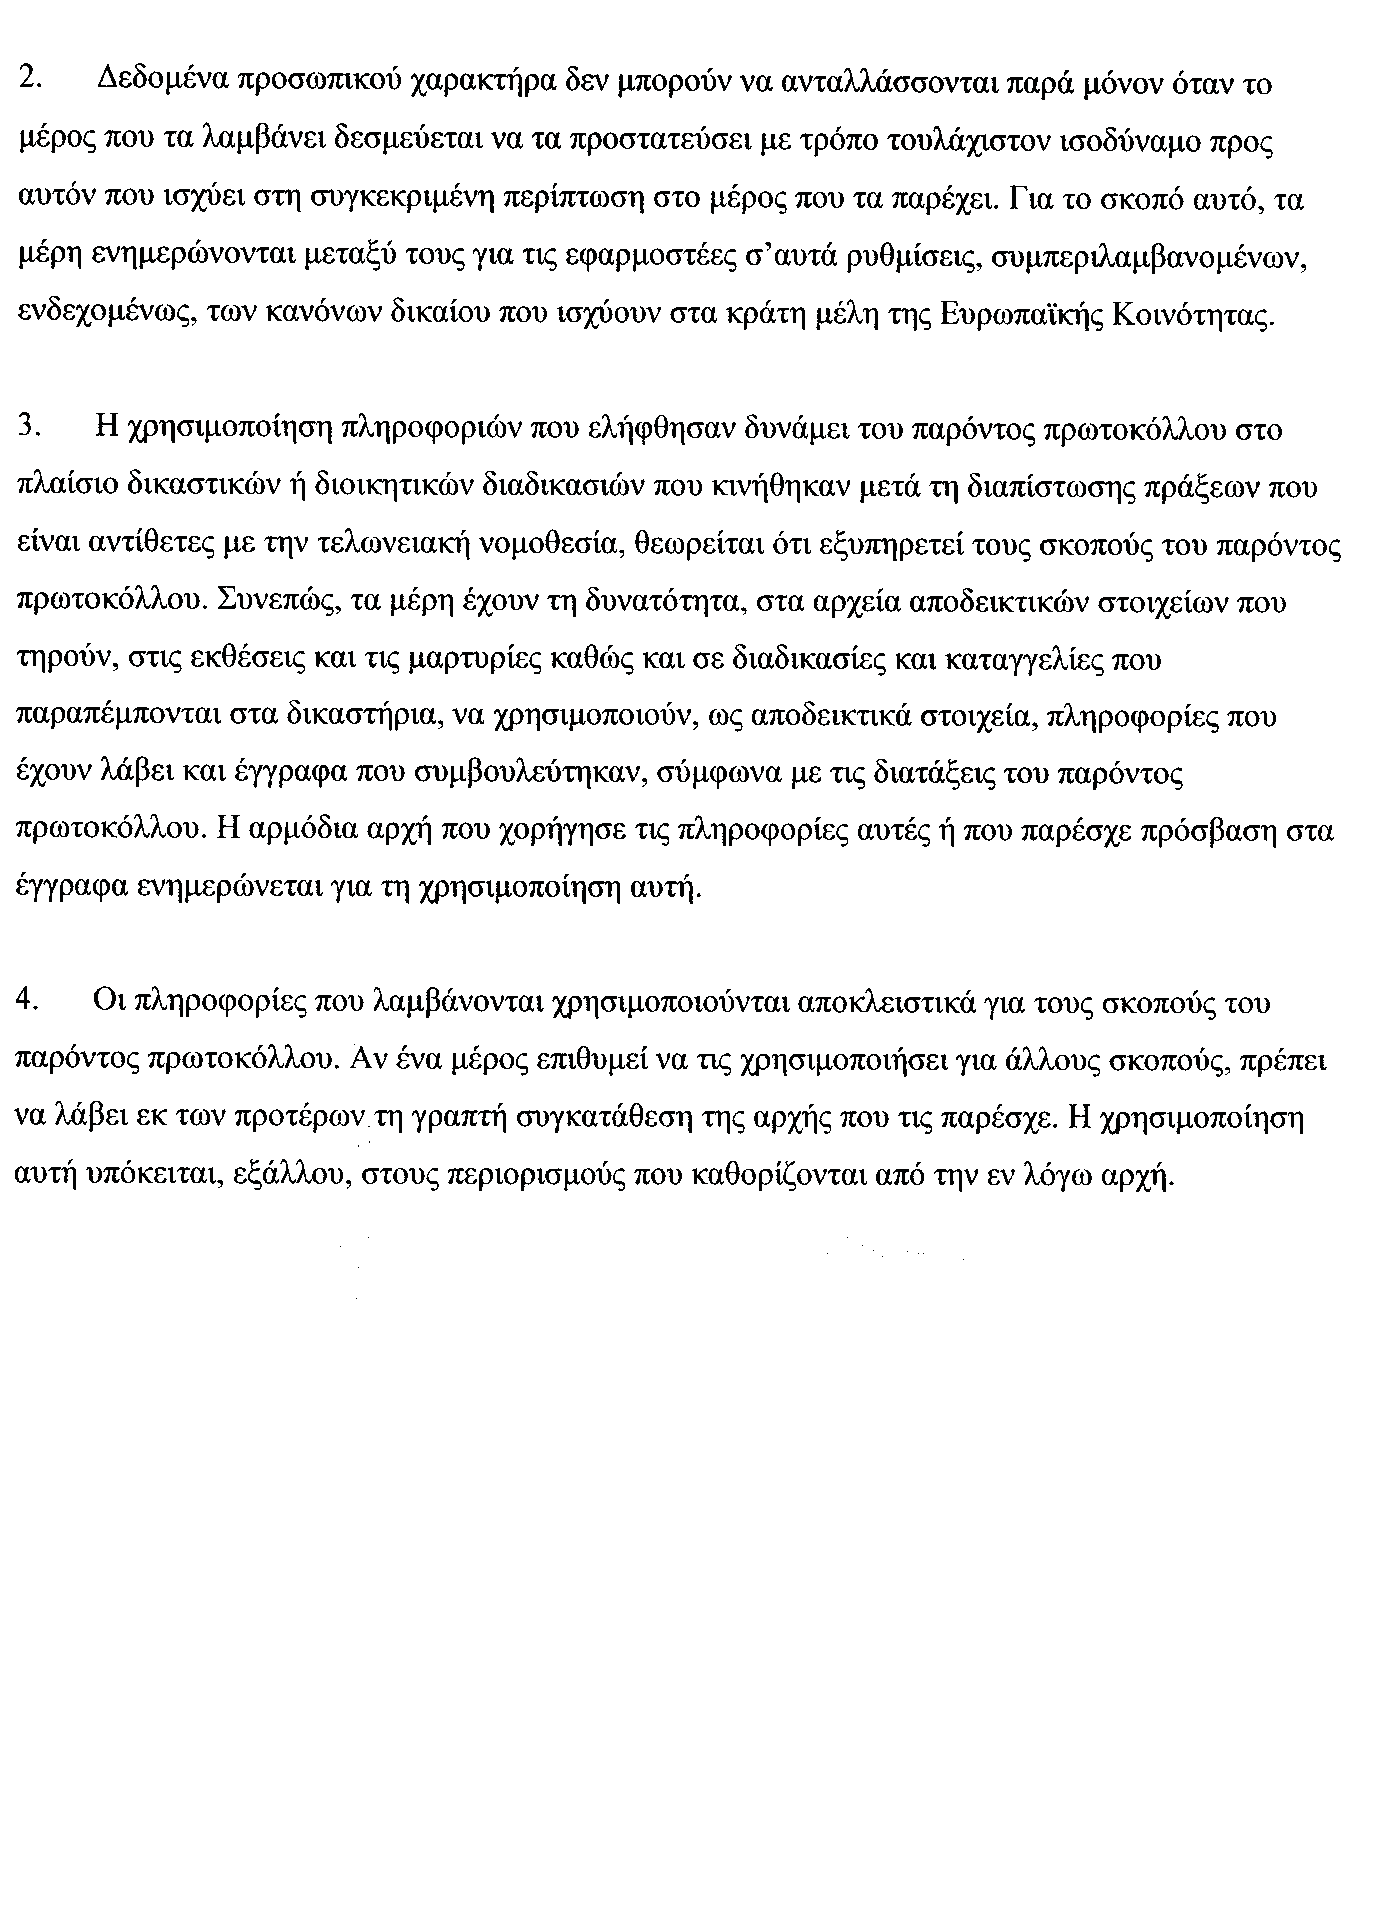 2. Δεδομένα προσωπικού χαρακτήρα δεν μπορούν να ανταλλάσσονται παρά μόνον όταν το
μέρος που τα λαμβάνει δεσμεύεται να τα προστατεύσει με τρόπο τουλάχιστον ισοδύναμο προς
αυτόν που ισχύει στη συγκεκριμένη περίπτωση στο μέρος που τα παρέχει. Για το σκοπό αυτό, τα
μέρη ενημερώνονται μεταξύ τους για τις εφαρμοστέες σ’αυτά ρυθμίσεις, συμπεριλαμβανομένων,
ενδεχομένως, των κανόνων δικαίου που ισχύουν στα κράτη μέλη της Ευρωπαϊκής Κοινότητας.
3. Η χρησιμοποίηση πληροφοριών που ελήφθησαν δυνάμει του παρόντος πρωτοκόλλου στο
πλαίσιο δικαστικών ή διοικητικών διαδικασιών που κινήθηκαν μετά τη διαπίστωσης πράξεων που
είναι αντίθετες με την τελωνειακή νομοθεσία, θεωρείται ότι εξυπηρετεί τους σκοπούς του παρόντος
πρωτοκόλλου. Συνεπώς, τα μέρη έχουν τη δυνατότητα, στα αρχεία αποδεικτικών στοιχείων που
τηρούν, στις εκθέσεις και τις μαρτυρίες καθώς και σε διαδικασίες και καταγγελίες που
παραπέμπονται στα δικαστήρια, να χρησιμοποιούν, ως αποδεικτικά στοιχεία, πληροφορίες που
έχουν λάβει και έγγραφα που συμβουλεύτηκαν, σύμφωνα με τις διατάξεις του παρόντος
πρωτοκόλλου. Η αρμόδια αρχή που χορήγησε τις πληροφορίες αυτές ή που παρέσχε πρόσβαση στα
έγγραφα ενημερώνεται για τη χρησιμοποίηση αυτή.
4. Οι πληροφορίες που λαμβάνονται χρησιμοποιούνται αποκλειστικά για τους σκοπούς του
παρόντος πρωτοκόλλου. Αν ένα μέρος επιθυμεί να τις χρησιμοποιήσει για άλλους σκοπούς, πρέπει
να λάβει εκ των προτέρων τη γραπτή συγκατάθεση της αρχής που τις παρέσχε. Η χρησιμοποίηση
αυτή υπόκειται, εξάλλου, στους περιορισμούς που καθορίζονται από την εν λόγω αρχή.